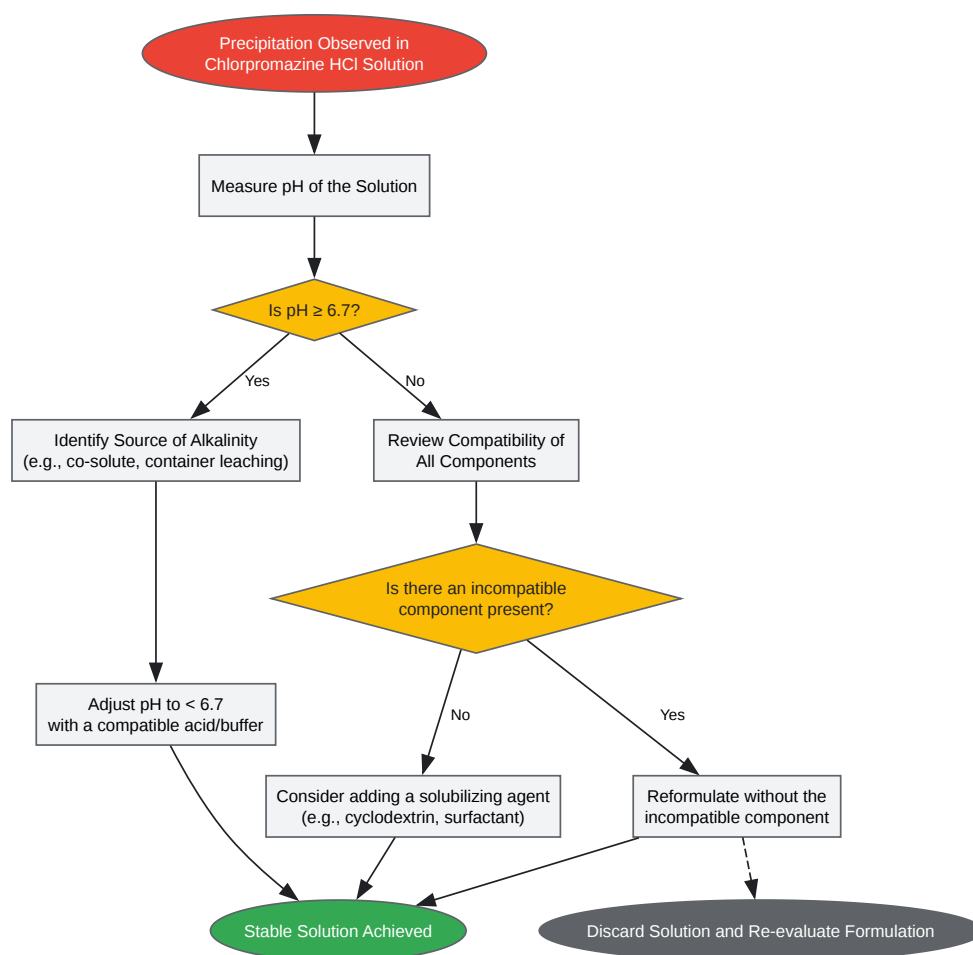 Precipitation Observed in
Chlorpromazine HCl Solution
Measure pH of the Solution
Is pH ≥ 6.7?
Yes
No
Identify Source of Alkalinity
(e.g., co-solute, container leaching)
Review Compatibility of
All Components
Is there an incompatible
component present?
Adjust pH to < 6.7
with a compatible acid/buffer
No
Yes
Consider adding a solubilizing agent
(e.g., cyclodextrin, surfactant)
Reformulate without the
incompatible component
Stable Solution Achieved
Discard Solution and Re-evaluate Formulation